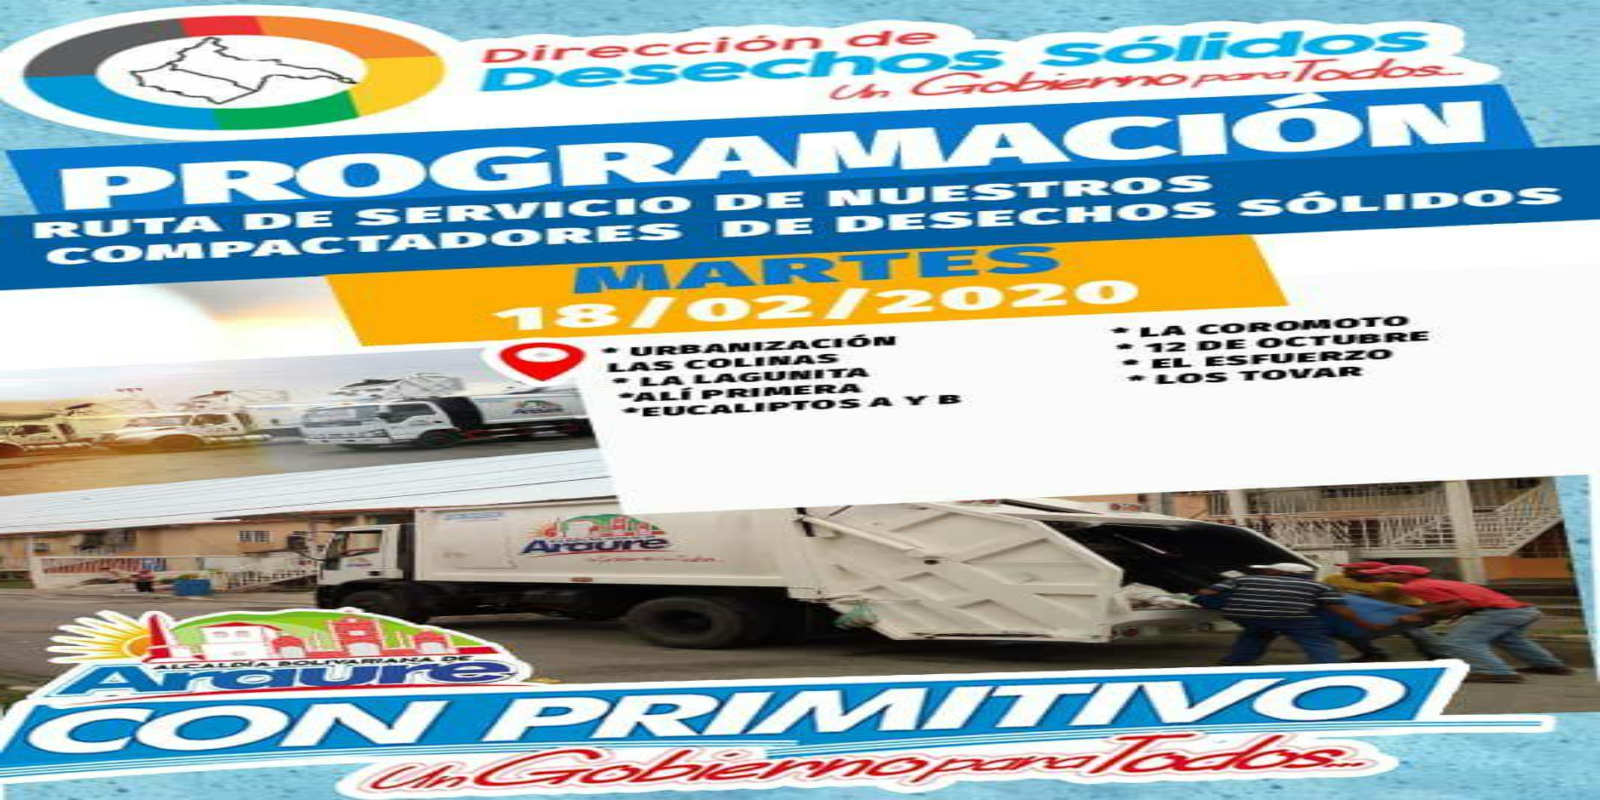 Dirección de
Desechos Sólidos
Un Gobierno para Todos...
PROGRAMACIÓN
RUTA DE SERVICIO DE NUESTROS
COMPACTADORES DE DESECHOS SÓLIDOS
MARTES
18/02/2020
* URBANIZACIÓN
LAS COLINAS
* LA LAGUNITA
*ALÍ PRIMERA
*EUCALIPTOS A Y B
* LA COROMOTO
* 12 DE OCTUBRE
* EL ESFUERZO
* LOS TOVAR
Araure
Araure
ALCALDÍA BOLIVARIANA DE
Araure
CON PRIMITIVO
Un Gobierno para Todos...